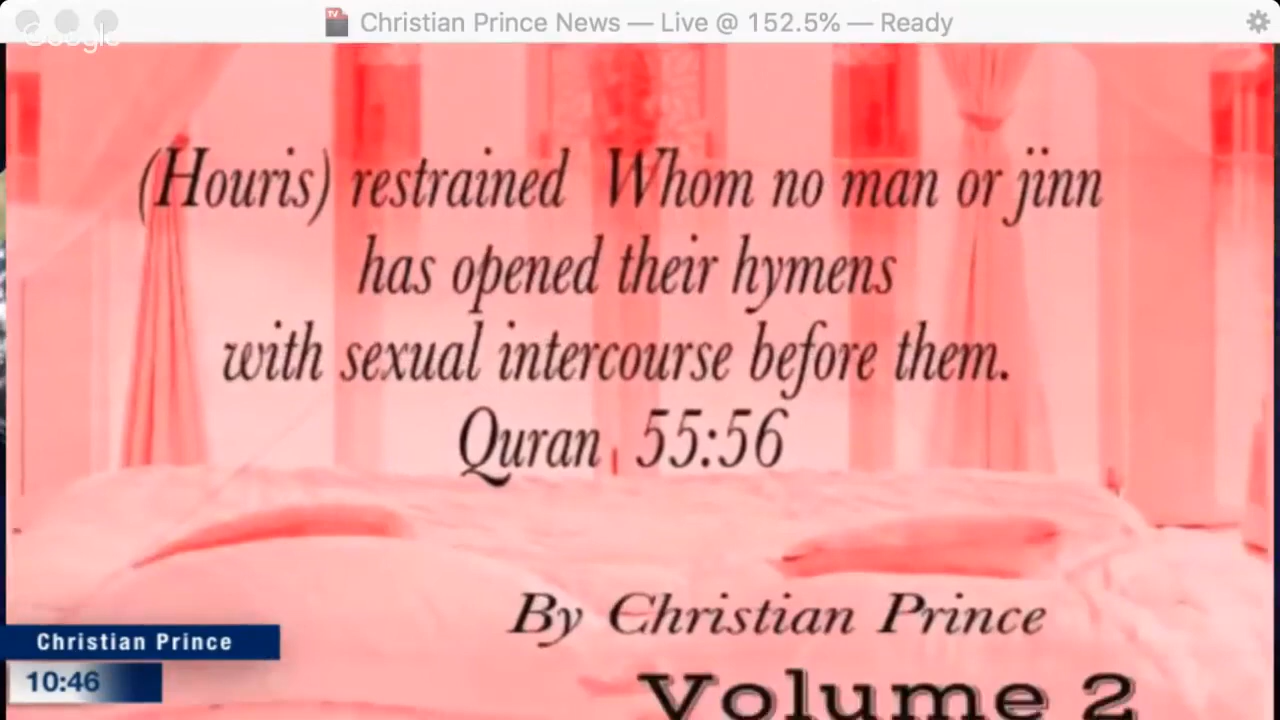 Christian Prince News — Live @ 152.5% — Ready
Google
(Houris) restrained Whom no man or jinn
has opened their hymens
with sexual intercourse before them.
Quran 55:56
By Christian Prince
Volume 2
Christian Prince
10:46